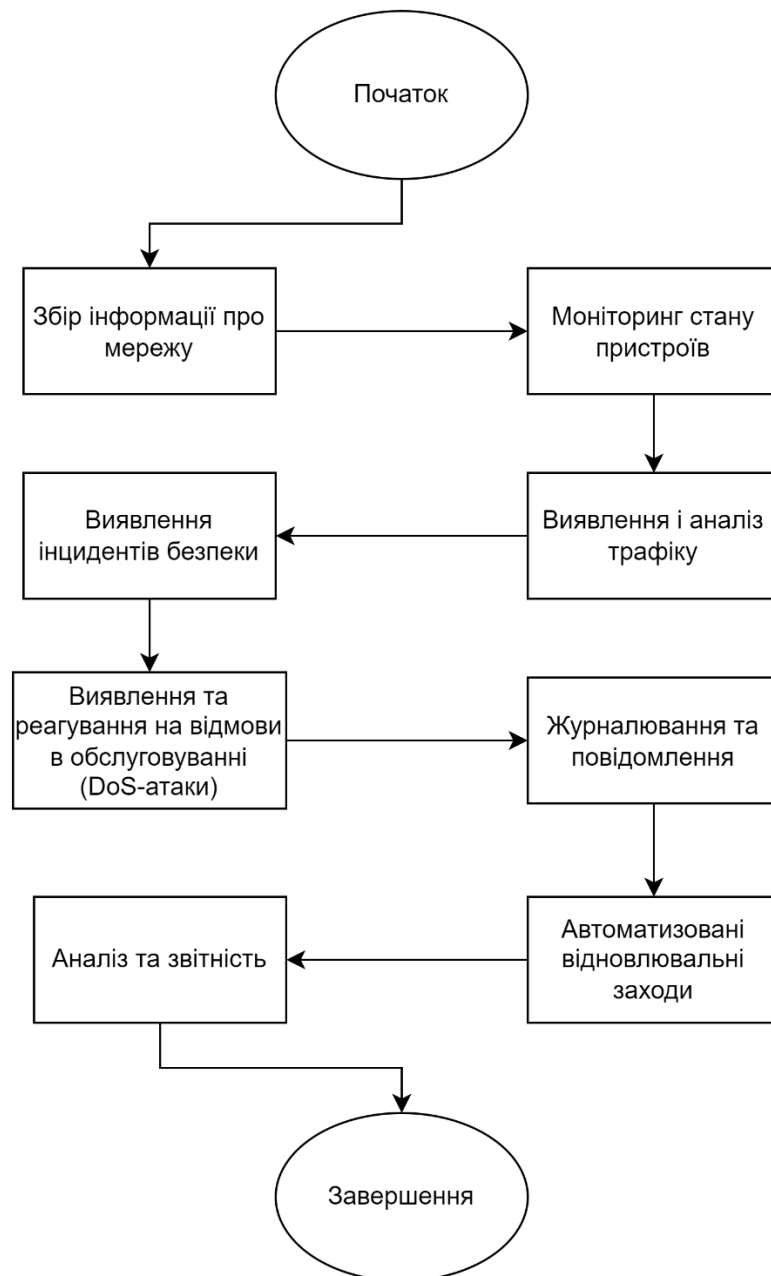 Початок
Збір інформації про
мережу
Моніторинг стану
пристроїв
Виявлення і аналіз
трафіку
Виявлення
інцидентів безпеки
Виявлення та
реагування на відмови
в обслуговуванні
(DoS-атаки)
Журналювання та
повідомлення
Автоматизовані
відновлювальні
заходи
Аналіз та звітність
Завершення